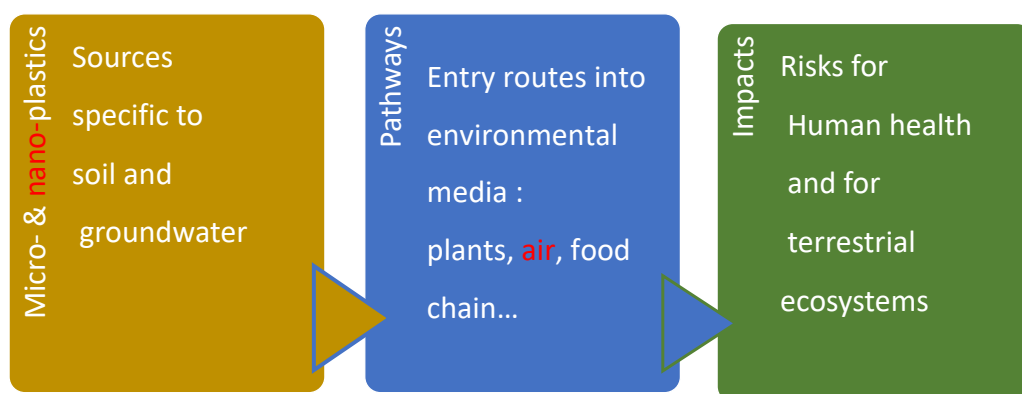 Micro- & nano-plastics
Sources
specific to
soil and
groundwater
Pathways
Entry routes into
environmental
media :
plants, air, food
chain…
Impacts
Risks for
Human health
and for
terrestrial
ecosystems